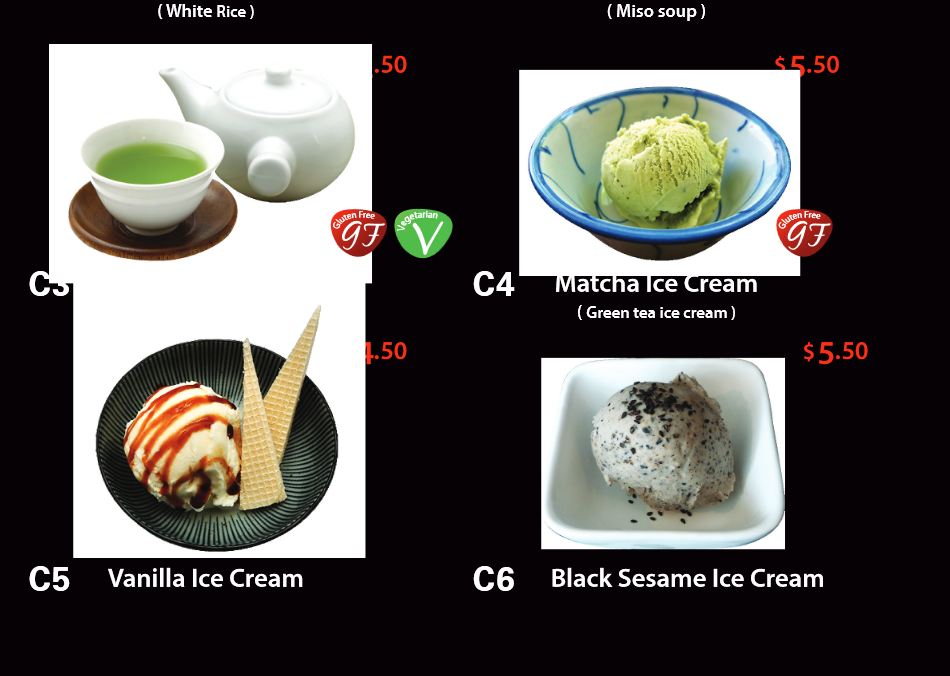 ( White Rice )
( Miso soup )
.50
$5.50
Gluten Free
GF
Vegetarian
V
Gluten Free
GF
C3
C4
Matcha Ice Cream
( Green tea ice cream )
4.50
$5.50
C5
Vanilla Ice Cream
C6
Black Sesame Ice Cream